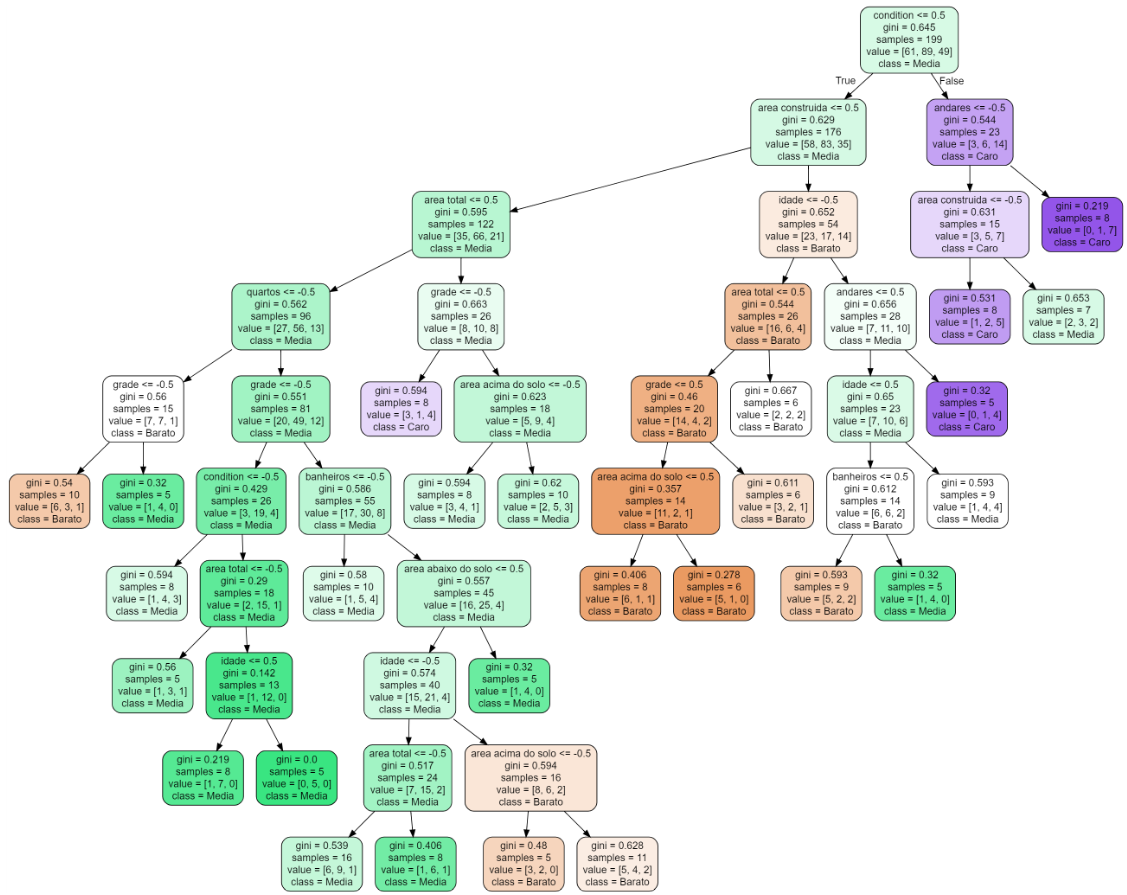 condition <= 0.5
gini = 0.645
samples = 199
value = [61, 89, 49]
class = Media
True
False
area construida <= 0.5
gini = 0.629
samples = 176
value = [58, 83, 35]
class = Media
andares <= -0.5
gini = 0.544
samples = 23
value = [3, 6, 14]
class = Caro
area total <= 0.5
gini = 0.595
samples = 122
value = [35, 66, 21]
class = Media
idade <= -0.5
gini = 0.652
samples = 54
value = [23, 17, 14]
class = Barato
area construida <= -0.5
gini = 0.631
samples = 15
value = [3, 5, 7]
class = Caro
gini = 0.219
samples = 8
value = [0, 1, 7]
class = Caro
quartos <= -0.5
gini = 0.562
samples = 96
value = [27, 56, 13]
class = Media
grade <= -0.5
gini = 0.663
samples = 26
value = [8, 10, 8]
class = Media
area total <= 0.5
gini = 0.544
samples = 26
value = [16, 6, 4]
class = Barato
andares <= 0.5
gini = 0.656
samples = 28
value = [7, 11, 10]
class = Media
gini = 0.531
samples = 8
value = [1, 2, 5]
class = Caro
gini = 0.653
samples = 7
value = [2, 3, 2]
class = Media
grade <= -0.5
gini = 0.56
samples = 15
value = [7, 7, 1]
class = Barato
grade <= -0.5
gini = 0.551
samples = 81
value = [20, 49, 12]
class = Media
gini = 0.594
samples = 8
value = [3, 1, 4]
class = Caro
area acima do solo <= -0.5
gini = 0.623
samples = 18
value = [5, 9, 4]
class = Media
grade <= 0.5
gini = 0.46
samples = 20
value = [14, 4, 2]
class = Barato
gini = 0.667
samples = 6
value = [2, 2, 2]
class = Barato
idade <= 0.5
gini = 0.65
samples = 23
value = [7, 10, 6]
class = Media
gini = 0.32
samples = 5
value = [0, 1, 4]
class = Caro
gini = 0.54
samples = 10
value = [6, 3, 1]
class = Barato
gini = 0.32
samples = 5
value = [1, 4, 0]
class = Media
condition <= -0.5
gini = 0.429
samples = 26
value = [3, 19, 4]
class = Media
banheiros <= -0.5
gini = 0.586
samples = 55
value = [17, 30, 8]
class = Media
gini = 0.594
samples = 8
value = [3, 4, 1]
class = Media
gini = 0.62
samples = 10
value = [2, 5, 3]
class = Media
area acima do solo <= 0.5
gini = 0.357
samples = 14
value = [11, 2, 1]
class = Barato
gini = 0.611
samples = 6
value = [3, 2, 1]
class = Barato
banheiros <= 0.5
gini = 0.612
samples = 14
value = [6, 6, 2]
class = Barato
gini = 0.593
samples = 9
value = [1, 4, 4]
class = Media
gini = 0.594
samples = 8
value = [1, 4, 3]
class = Media
area total <= -0.5
gini = 0.29
samples = 18
value = [2, 15, 1]
class = Media
gini = 0.58
samples = 10
value = [1, 5, 4]
class = Media
area abaixo do solo <= 0.5
gini = 0.557
samples = 45
value = [16, 25, 4]
class = Media
gini = 0.406
samples = 8
value = [6, 1, 1]
class = Barato
gini = 0.278
samples = 6
value = [5, 1, 0]
class = Barato
gini = 0.593
samples = 9
value = [5, 2, 2]
class = Barato
gini = 0.32
samples = 5
value = [1, 4, 0]
class = Media
gini = 0.56
samples = 5
value = [1, 3, 1]
class = Media
idade <= 0.5
gini = 0.142
samples = 13
value = [1, 12, 0]
class = Media
idade <= -0.5
gini = 0.574
samples = 40
value = [15, 21, 4]
class = Media
gini = 0.32
samples = 5
value = [1, 4, 0]
class = Media
gini = 0.219
samples = 8
value = [1, 7, 0]
class = Media
gini = 0.0
samples = 5
value = [0, 5, 0]
class = Media
area total <= -0.5
gini = 0.517
samples = 24
value = [7, 15, 2]
class = Media
area acima do solo <= -0.5
gini = 0.594
samples = 16
value = [8, 6, 2]
class = Barato
gini = 0.539
samples = 16
value = [6, 9, 1]
class = Media
gini = 0.406
samples = 8
value = [1, 6, 1]
class = Media
gini = 0.48
samples = 5
value = [3, 2, 0]
class = Barato
gini = 0.628
samples = 11
value = [5, 4, 2]
class = Barato